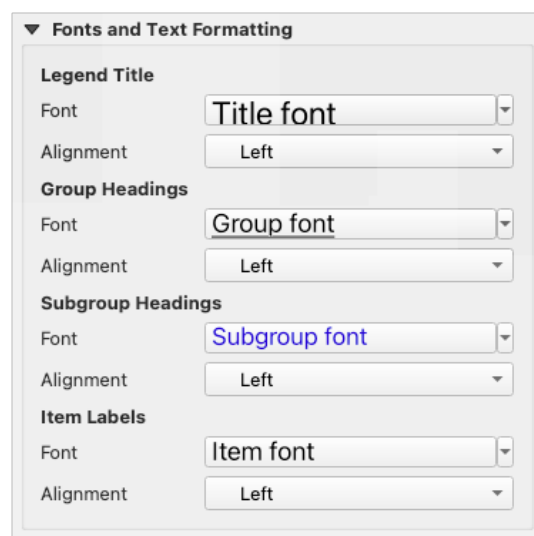 Fonts and Text Formatting
Legend Title
Font Title font
Alignment Left
Group Headings
Font Group font
Alignment Left
Subgroup Headings
Font Subgroup font
Alignment Left
Item Labels
Font Item font
Alignment Left